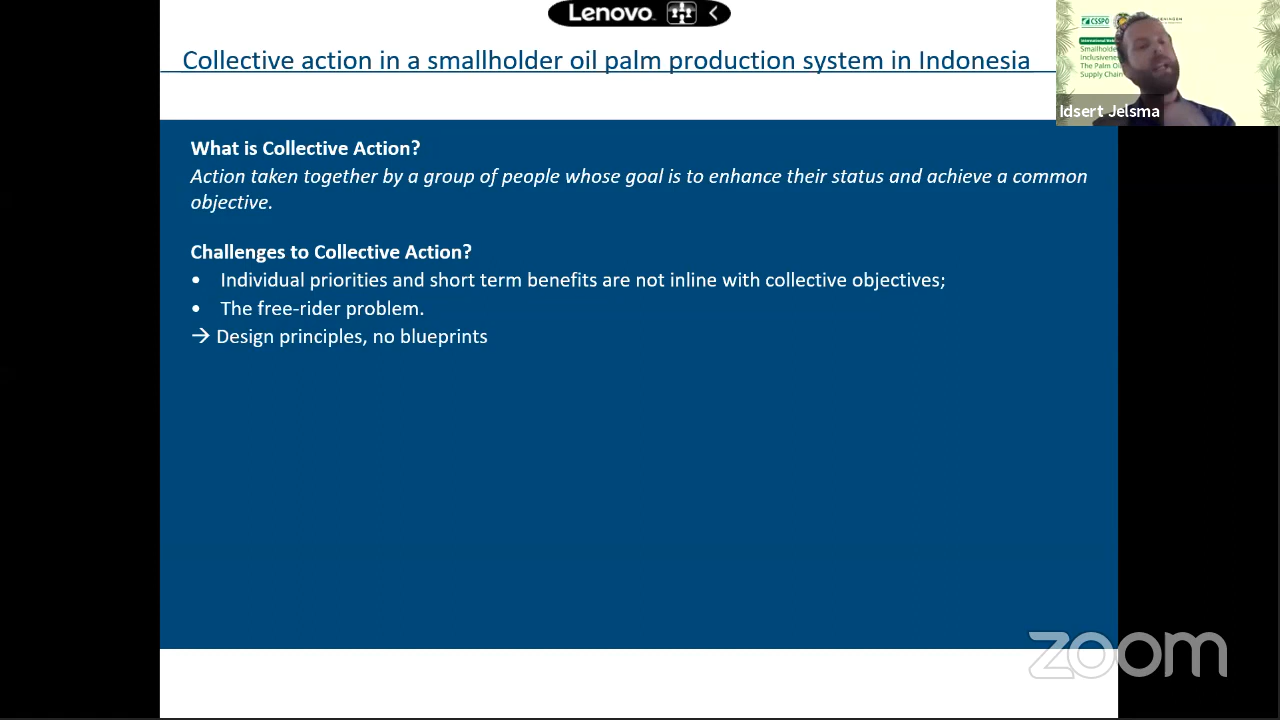 Lenovo
Collective action in a smallholder oil palm production system in Indonesia
CSSPO
Supply Chain
Idsert Jelsma
What is Collective Action?
Action taken together by a group of people whose goal is to enhance their status and achieve a common
objective.
Challenges to Collective Action?
• Individual priorities and short term benefits are not inline with collective objectives;
• The free-rider problem.
→ Design principles, no blueprints
zoom